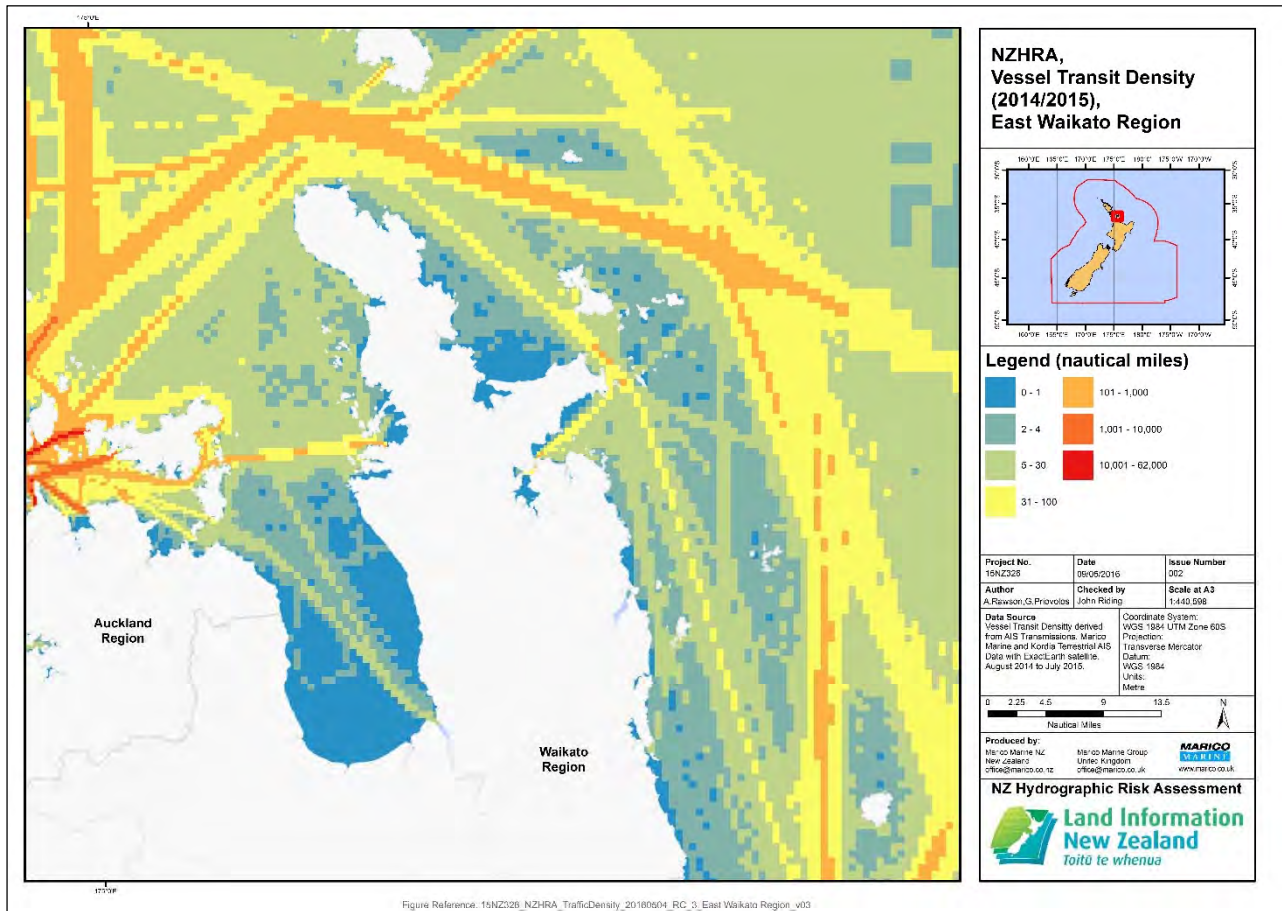 NZHRA,
Vessel Transit Density
(2014/2015),
East Waikato Region
Legend (nautical miles)
0 - 1
2 - 4
5 - 30
31 - 100
101 - 1,000
1,001 - 10,000
10,001 - 62,000
Auckland
Region
Waikato
Region
Project No.
15NZ328
Date
09/05/2016
Issue Number
002
Author
A.Rawson,G.Priovolos
Checked by
John Riding
Scale at A3
1:440,598
Data Source
Vessel Transit Densitty derived
from AIS Transmissions. Marico
Marine and Kordia Terrestrial AIS
Data with ExactEarth satellite.
August 2014 to July 2015.
Coordinate System:
WGS 1984 UTM Zone 60S
Projection:
Transverse Mercator
Datum:
WGS 1984
Units:
Metre
0 2.25 4.5 9 13.5
Nautical Miles
N
Produced by:
Marico Marine NZ
New Zealand
office@marico.co.nz
Marico Marine Group
United Kingdom
office@marico.co.uk
MARICO
MARINE
www.marico.co.uk
NZ Hydrographic Risk Assessment
Land Information
New Zealand
Toitū te whenua